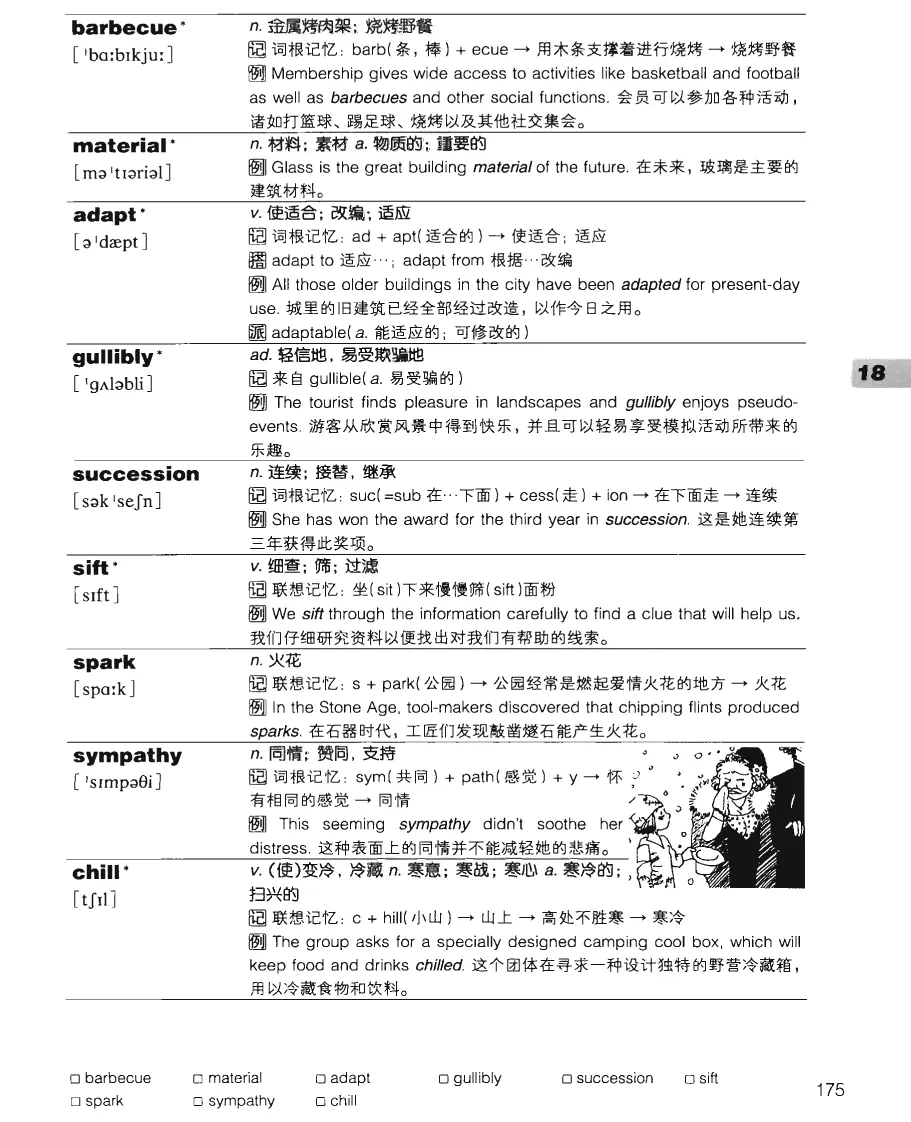 barbecue*
n. 金属烤肉架; 烧烤野餐
[ˈbɑːbɪkjuː]
记 词根记忆: barb(条, 棒) + ecue → 用木条支撑着进行烧烤 → 烧烤野餐
例 Membership gives wide access to activities like basketball and football
as well as barbecues and other social functions. 会员可以参加各种活动,
诸如打篮球、踢足球、烧烤以及其他社交集会。
material*
n. 材料; 素材 a. 物质的; 重要的
[məˈtɪəriəl]
例 Glass is the great building material of the future. 在未来, 玻璃是主要的
建筑材料。
adapt*
v. 使适合; 改编; 适应
[əˈdæpt]
记 词根记忆: ad + apt(适合的) → 使适合; 适应
搭 adapt to 适应…; adapt from 根据…改编
例 All those older buildings in the city have been adapted for present-day
use. 城里的旧建筑已经全部经过改造, 以作今日之用。
派 adaptable(a. 能适应的; 可修改的)
gullibly*
ad. 轻信地, 易受欺骗地
[ˈɡʌləbli]
记 来自 gullible(a. 易受骗的)
例 The tourist finds pleasure in landscapes and gullibly enjoys pseudo-
events. 游客从欣赏风景中得到快乐, 并且可以轻易享受模拟活动所带来的
乐趣。
18
succession
n. 连续; 接替, 继承
[səkˈseʃn]
记 词根记忆: suc(=sub 在…下面) + cess(走) + ion → 在下面走 → 连续
例 She has won the award for the third year in succession. 这是她连续第
三年获得此奖项。
sift*
v. 细查; 筛; 过滤
[sɪft]
记 联想记忆: 坐(sit)下来慢慢筛(sift)面粉
例 We sift through the information carefully to find a clue that will help us.
我们仔细研究资料以便找出对我们有帮助的线索。
spark
n. 火花
[spɑːk]
记 联想记忆: s + park(公园) → 公园经常是燃起爱情火花的地方 → 火花
例 In the Stone Age, tool-makers discovered that chipping flints produced
sparks. 在石器时代, 工匠们发现敲凿燧石能产生火花。
sympathy
n. 同情; 赞同, 支持
[ˈsɪmpəθi]
记 词根记忆: sym(共同) + path(感觉) + y → 怀
有相同的感觉 → 同情
例 This seeming sympathy didn't soothe her
distress. 这种表面上的同情并不能减轻她的悲痛。
chill*
v. (使)变冷, 冷藏 n. 寒意; 寒战; 寒心 a. 寒冷的;
[tʃɪl]
扫兴的
记 联想记忆: c + hill(小山) → 山上 → 高处不胜寒 → 寒冷
例 The group asks for a specially designed camping cool box, which will
keep food and drinks chilled. 这个团体在寻求一种设计独特的野营冷藏箱,
用以冷藏食物和饮料。
□ barbecue □ material □ adapt □ gullibly □ succession □ sift
□ spark □ sympathy □ chill
175